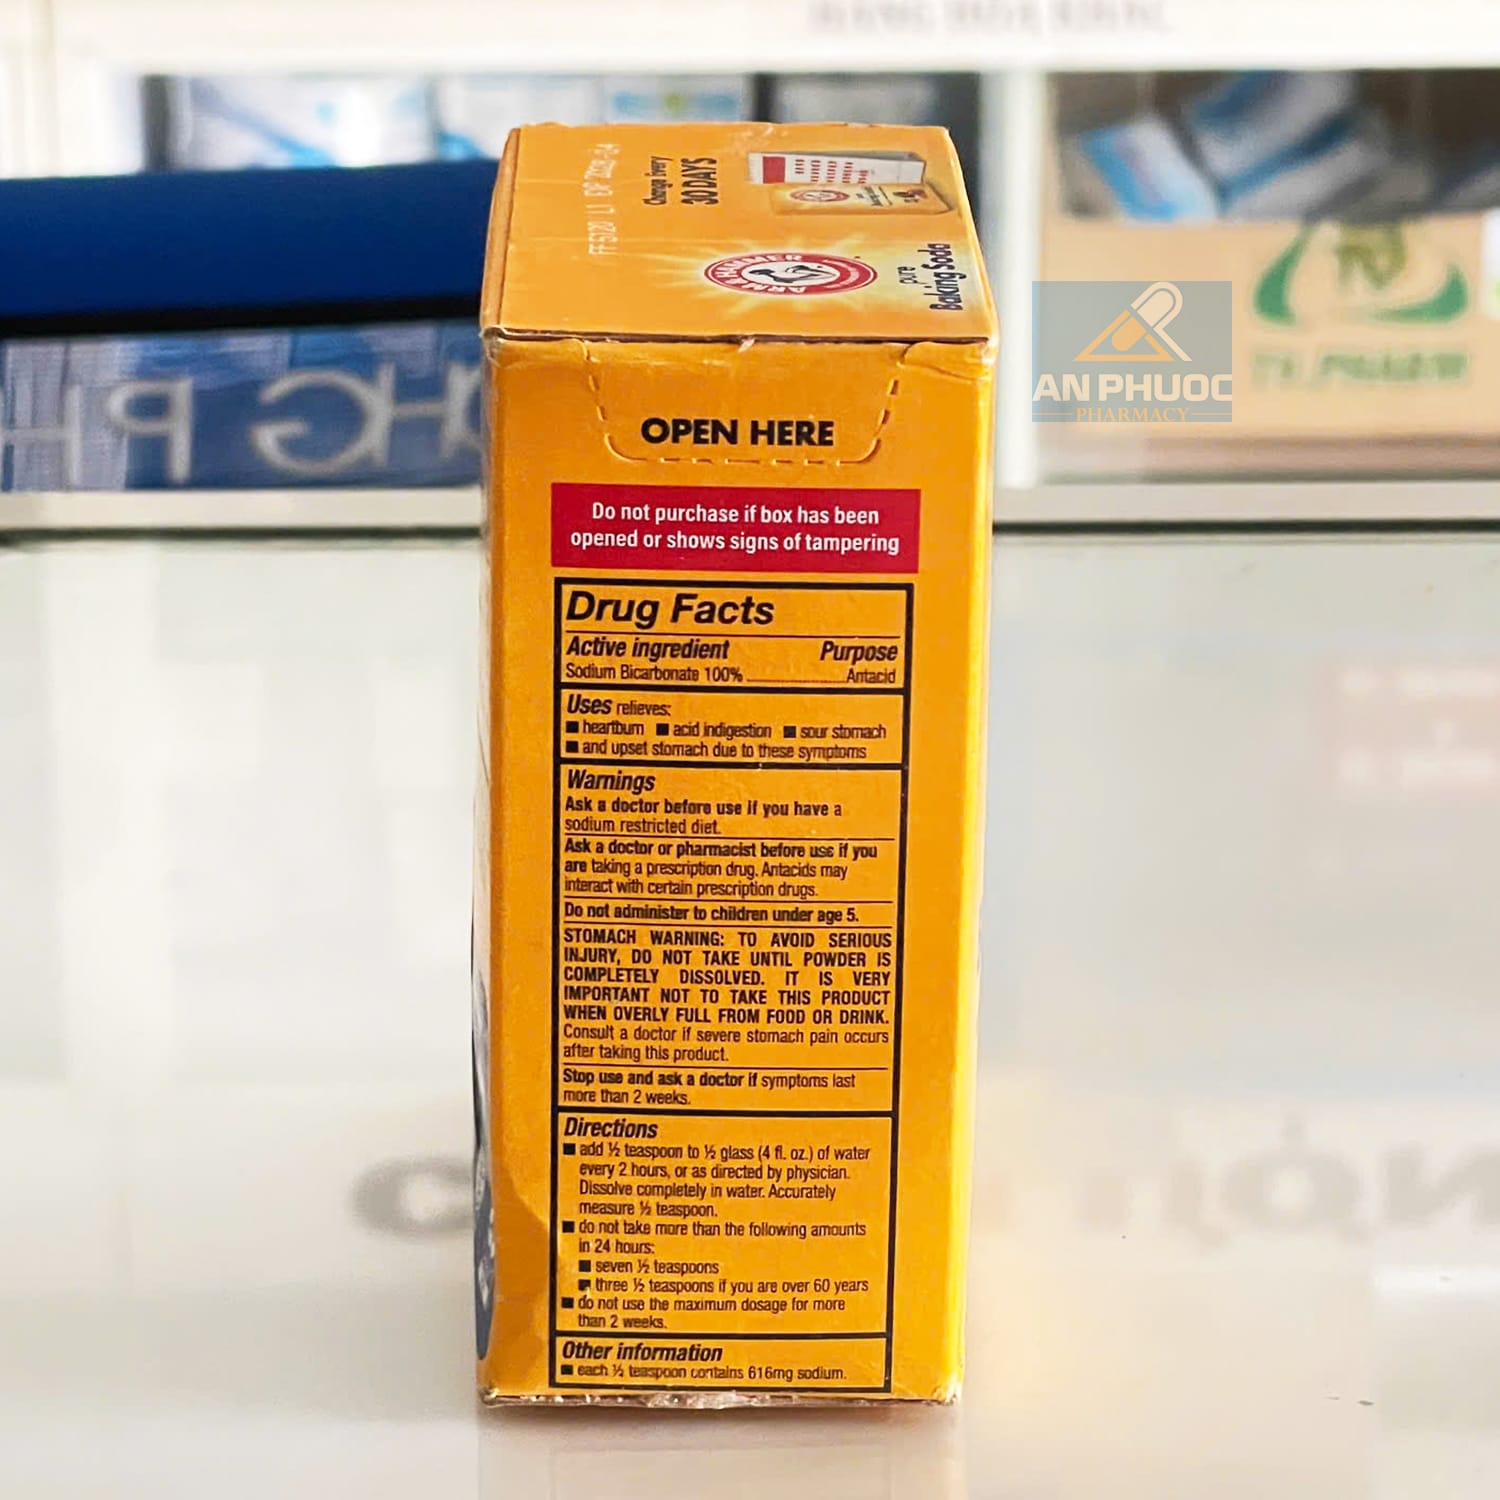 FF5120 L1
Change Every
30 DAYS
ARM & HAMMER
pure
Baking Soda
AN PHUOC
PHARMACY
TV.PHARM
OPEN HERE
Do not purchase if box has been
opened or shows signs of tampering
Drug Facts
Active ingredient Purpose
Sodium Bicarbonate 100% Antacid
Uses relieves:
■ heartburn ■ acid indigestion ■ sour stomach
■ and upset stomach due to these symptoms
Warnings
Ask a doctor before use if you have a
sodium restricted diet.
Ask a doctor or pharmacist before use if you
are taking a prescription drug. Antacids may
interact with certain prescription drugs.
Do not administer to children under age 5.
STOMACH WARNING: TO AVOID SERIOUS
INJURY, DO NOT TAKE UNTIL POWDER IS
COMPLETELY DISSOLVED. IT IS VERY
IMPORTANT NOT TO TAKE THIS PRODUCT
WHEN OVERLY FULL FROM FOOD OR DRINK.
Consult a doctor if severe stomach pain occurs
after taking this product.
Stop use and ask a doctor if symptoms last
more than 2 weeks.
Directions
■ add ½ teaspoon to ½ glass (4 fl. oz.) of water
every 2 hours, or as directed by physician.
Dissolve completely in water. Accurately
measure ½ teaspoon.
■ do not take more than the following amounts
in 24 hours:
■ seven ½ teaspoons
■ three ½ teaspoons if you are over 60 years
■ do not use the maximum dosage for more
than 2 weeks.
Other information
■ each ½ teaspoon contains 616mg sodium.